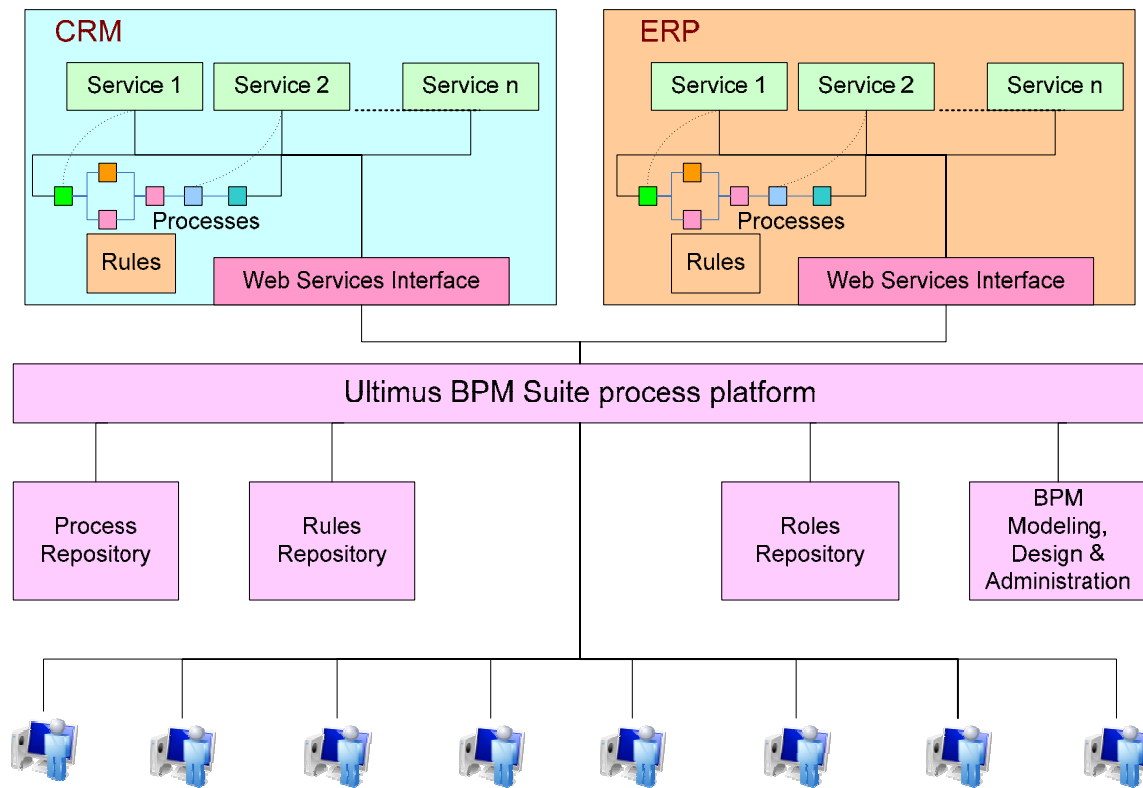 CRM
Service 1
Service 2
Service n
Processes
Rules
Web Services Interface
ERP
Service 1
Service 2
Service n
Processes
Rules
Web Services Interface
Ultimus BPM Suite process platform
Process
Repository
Rules
Repository
Roles
Repository
BPM
Modeling,
Design &
Administration